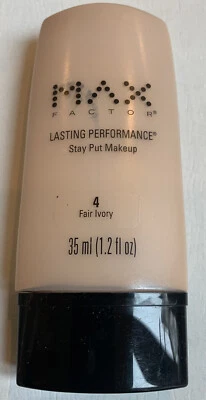 MAX
FACTOR®
LASTING PERFORMANCE®
Stay Put Makeup
4
Fair Ivory
35 ml (1.2 fl oz)